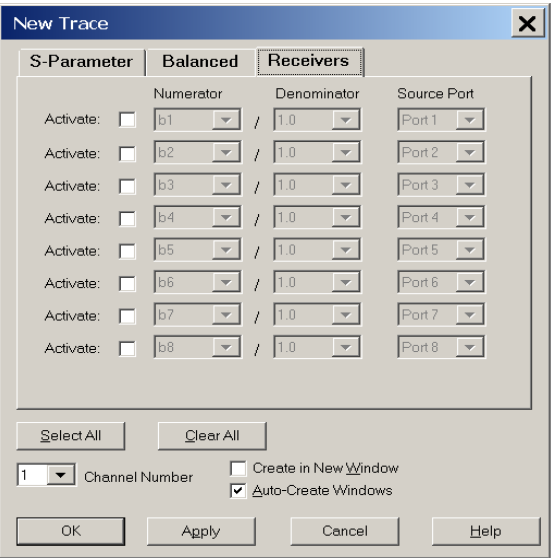 New Trace
S-Parameter Balanced Receivers
Numerator Denominator Source Port
Activate: b1 / 1.0 Port 1
Activate: b2 / 1.0 Port 2
Activate: b3 / 1.0 Port 3
Activate: b4 / 1.0 Port 4
Activate: b5 / 1.0 Port 5
Activate: b6 / 1.0 Port 6
Activate: b7 / 1.0 Port 7
Activate: b8 / 1.0 Port 8
Select All Clear All
1 Channel Number
Create in New Window
Auto-Create Windows
OK Apply Cancel Help